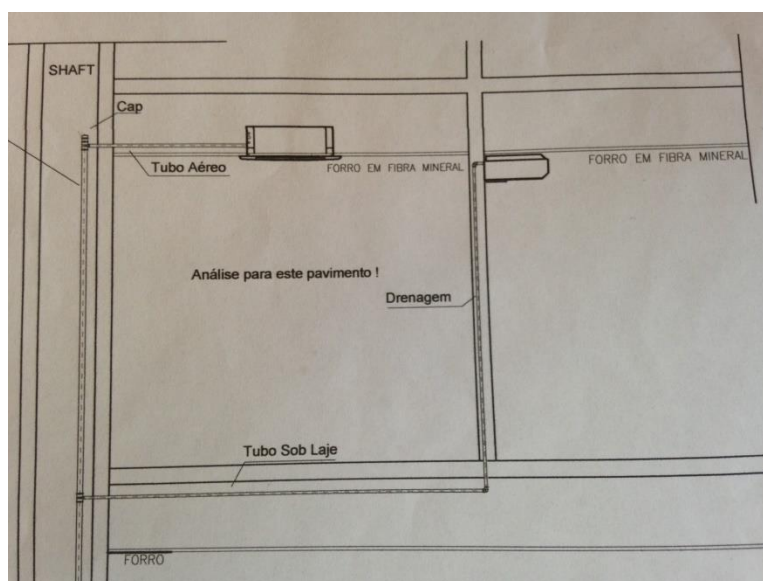 SHAFT
Cap
Tubo Aéreo
FORRO EM FIBRA MINERAL
FORRO EM FIBRA MINERAL
Análise para este pavimento !
Drenagem
Tubo Sob Laje
FORRO